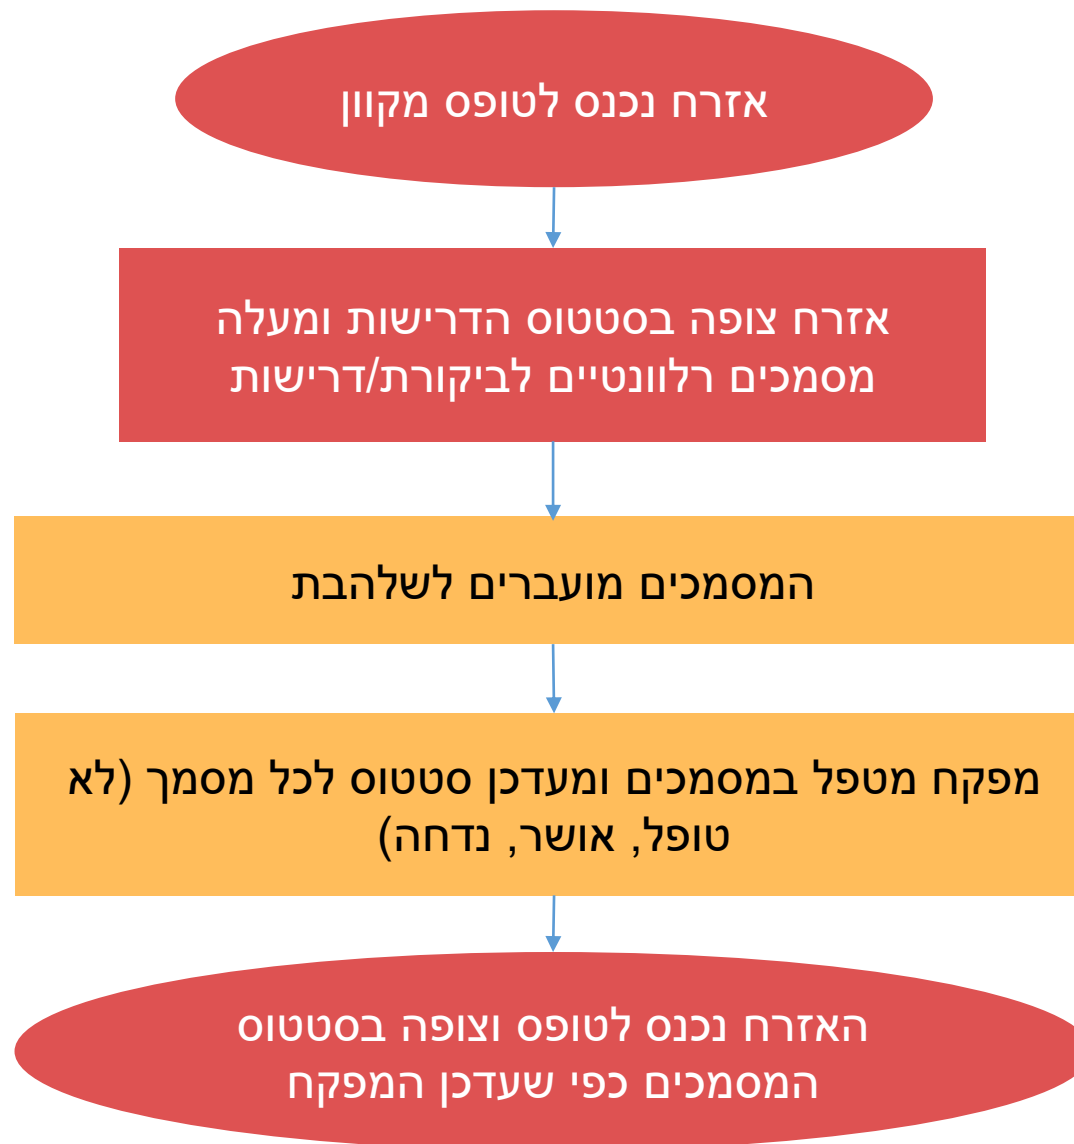 אזרח נכנס לטופס מקוון
אזרח צופה בסטטוס הדרישות ומעלה
מסמכים רלוונטיים לביקורת/דרישות
המסמכים מועברים לשלהבת
מפקח מטפל במסמכים ומעדכן סטטוס לכל מסמך (לא
טופל, אושר, נדחה)
האזרח נכנס לטופס וצופה בסטטוס
המסמכים כפי שעדכן המפקח